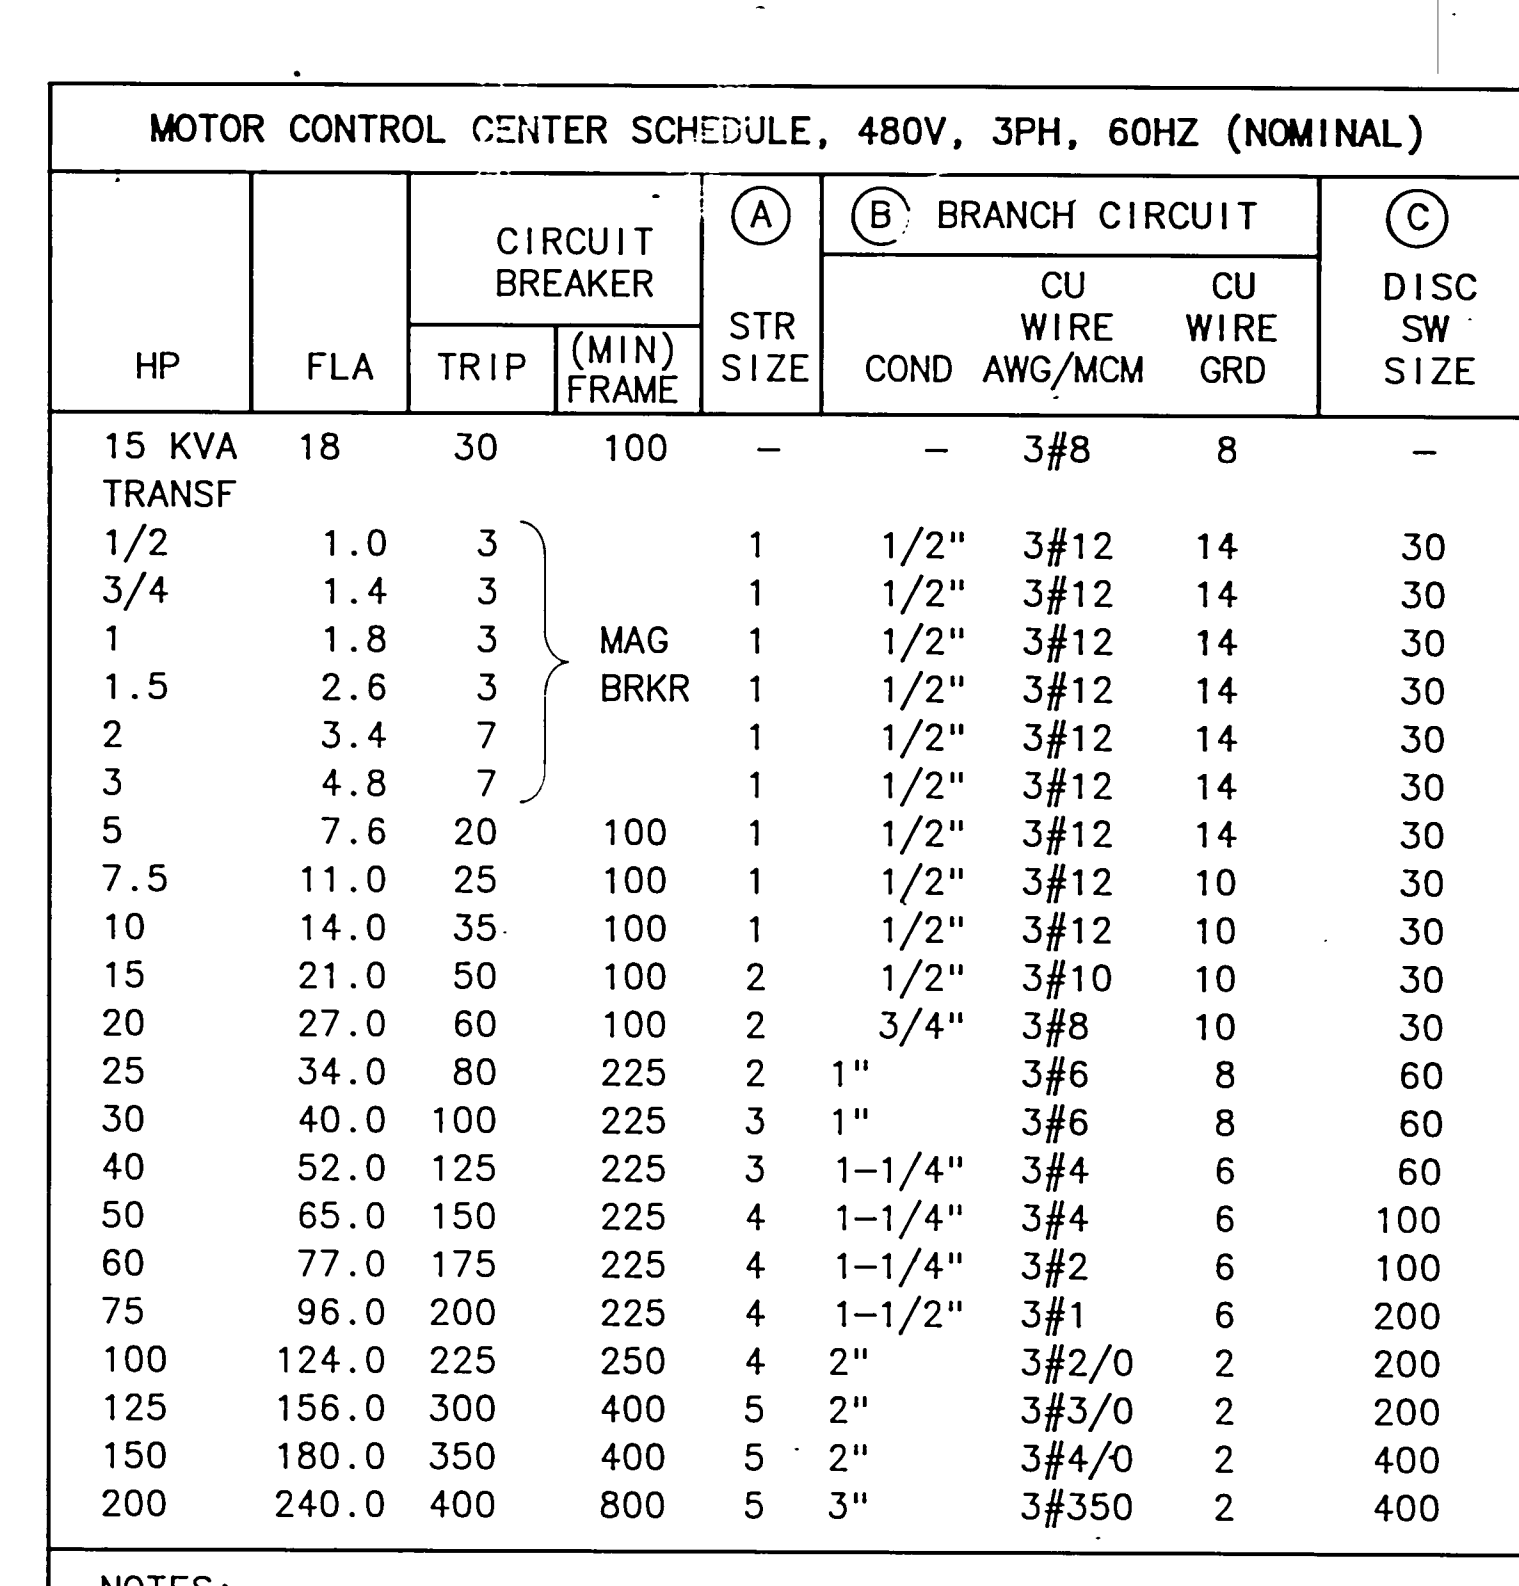 MOTOR CONTROL CENTER SCHEDULE, 480V, 3PH, 60HZ (NOMINAL)
HP FLA CIRCUIT BREAKER TRIP (MIN) FRAME A STR SIZE B BRANCH CIRCUIT COND CU WIRE AWG/MCM CU WIRE GRD C DISC SW SIZE
15 KVA 18 30 100 – – 3#8 8 –
TRANSF
1/2 1.0 3 1 1/2" 3#12 14 30
3/4 1.4 3 1 1/2" 3#12 14 30
1 1.8 3 MAG 1 1/2" 3#12 14 30
1.5 2.6 3 BRKR 1 1/2" 3#12 14 30
2 3.4 7 1 1/2" 3#12 14 30
3 4.8 7 1 1/2" 3#12 14 30
5 7.6 20 100 1 1/2" 3#12 14 30
7.5 11.0 25 100 1 1/2" 3#12 10 30
10 14.0 35 100 1 1/2" 3#12 10 30
15 21.0 50 100 2 1/2" 3#10 10 30
20 27.0 60 100 2 3/4" 3#8 10 30
25 34.0 80 225 2 1" 3#6 8 60
30 40.0 100 225 3 1" 3#6 8 60
40 52.0 125 225 3 1-1/4" 3#4 6 60
50 65.0 150 225 4 1-1/4" 3#4 6 100
60 77.0 175 225 4 1-1/4" 3#2 6 100
75 96.0 200 225 4 1-1/2" 3#1 6 200
100 124.0 225 250 4 2" 3#2/0 2 200
125 156.0 300 400 5 2" 3#3/0 2 200
150 180.0 350 400 5 2" 3#4/0 2 400
200 240.0 400 800 5 3" 3#350 2 400
NOTES: